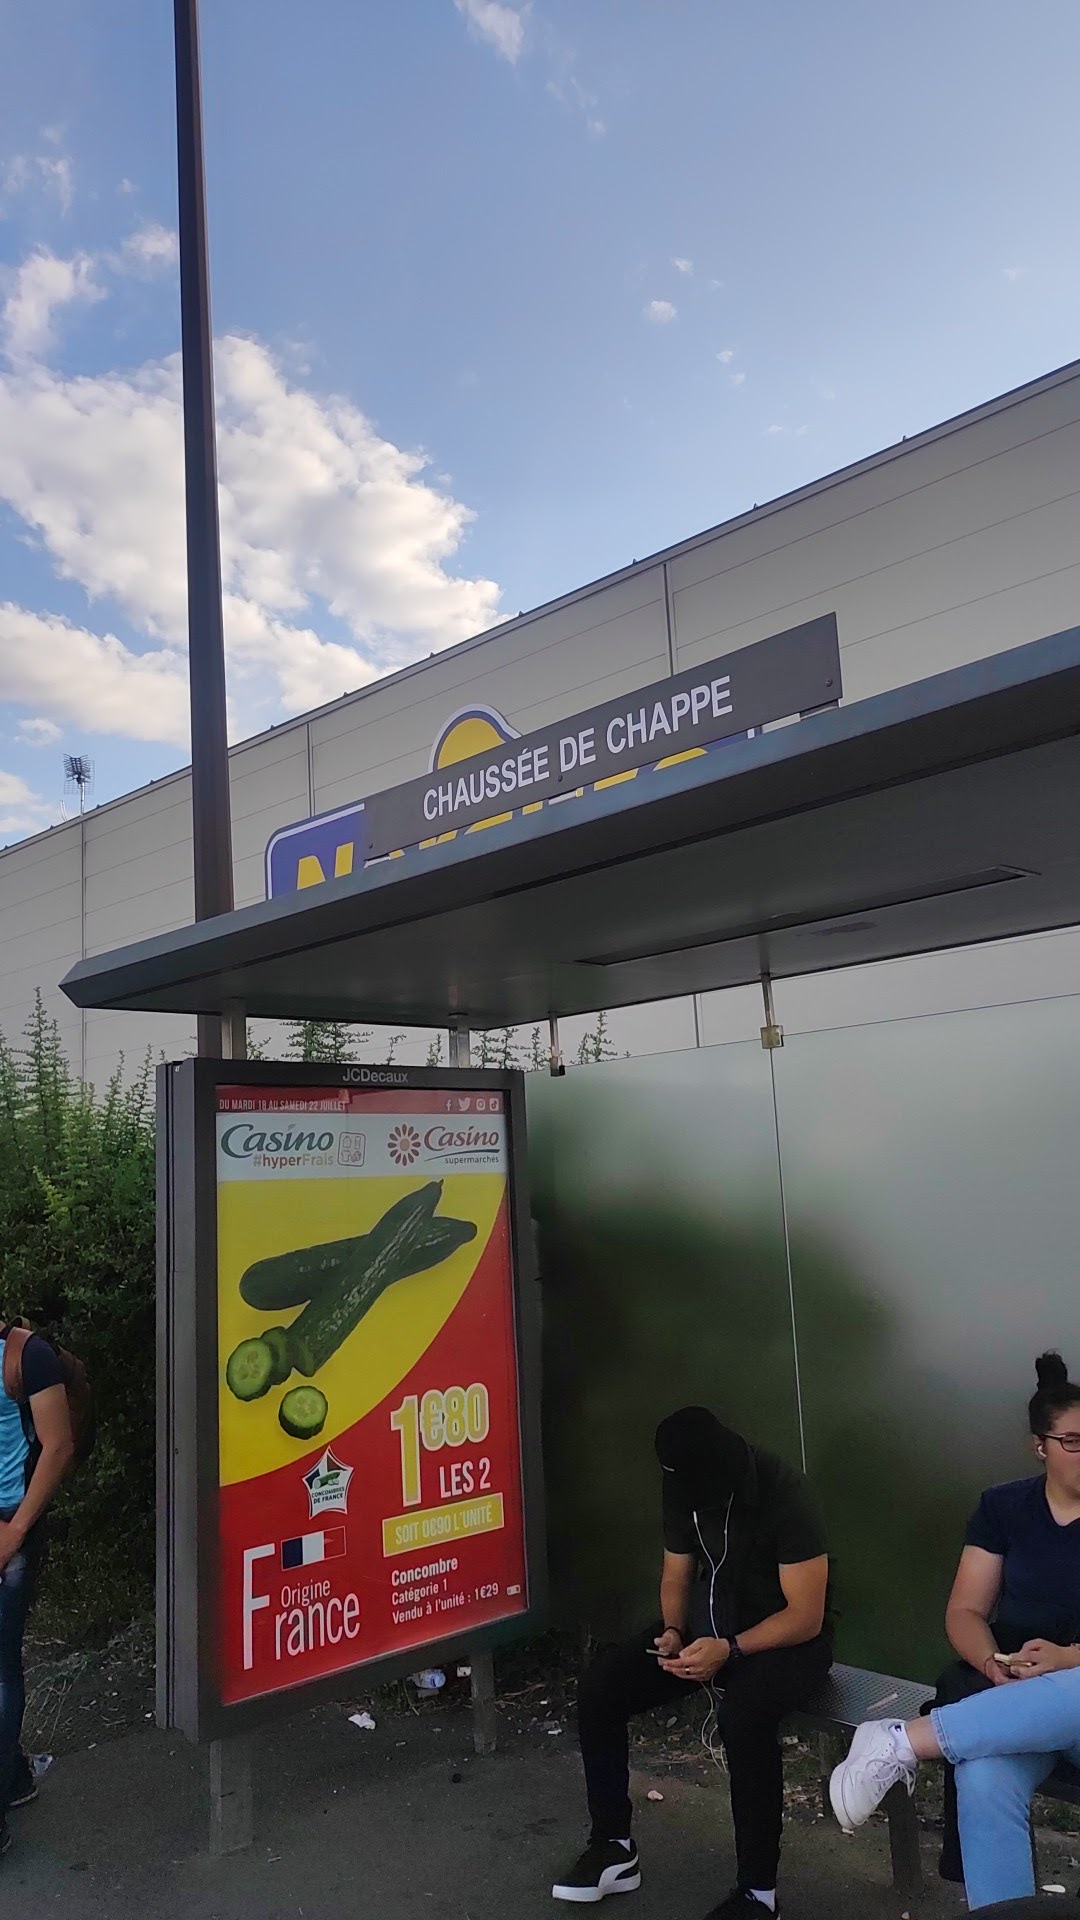 CHAUSSÉE DE CHAPPE
JCDecaux
DU MARDI 18 AU SAMEDI 22 JUILLET
Casino
#hyperFrais
Casino
supermarchés
1€80
LES 2
SOIT 0€90 L'UNITÉ
CONCOMBRES
DE FRANCE
Origine
France
Concombre
Catégorie 1
Vendu à l'unité : 1€29